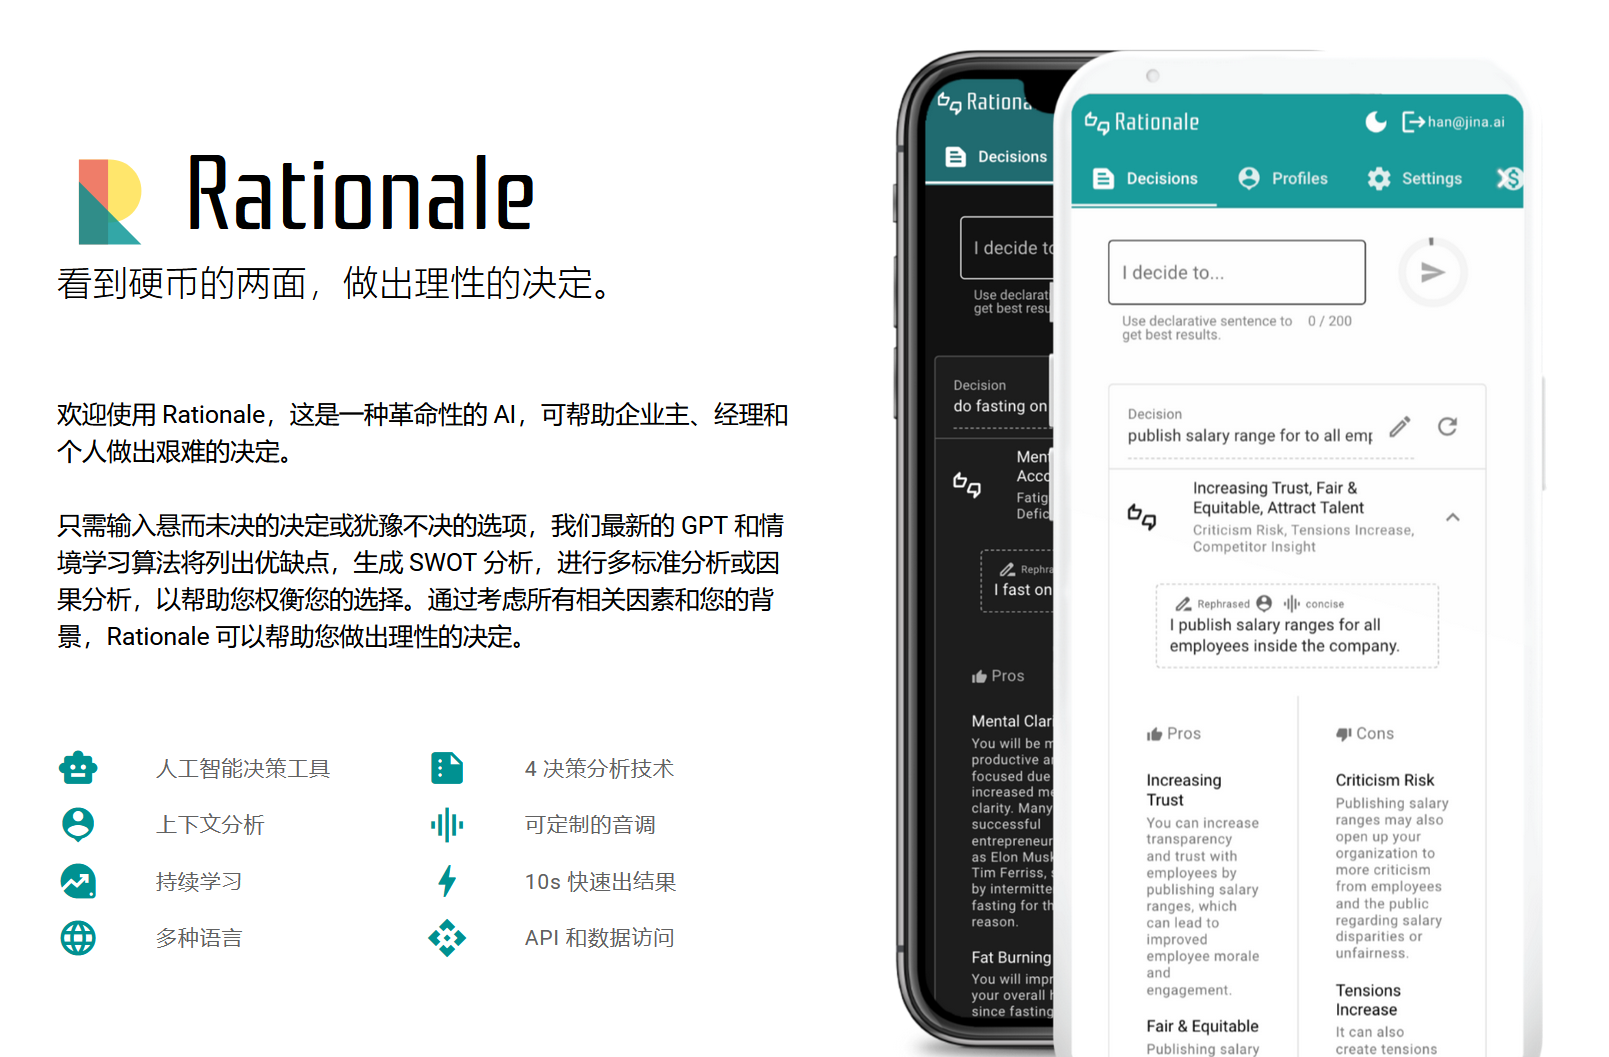 Rationale
看到硬币的两面，做出理性的决定。
欢迎使用 Rationale，这是一种革命性的 AI，可帮助企业主、经理和
个人做出艰难的决定。
只需输入悬而未决的决定或犹豫不决的选项，我们最新的 GPT 和情
境学习算法将列出优缺点，生成 SWOT 分析，进行多标准分析或因
果分析，以帮助您权衡您的选择。通过考虑所有相关因素和您的背
景，Rationale 可以帮助您做出理性的决定。
人工智能决策工具
4 决策分析技术
上下文分析
可定制的音调
持续学习
10s 快速出结果
多种语言
API 和数据访问
Decisions
I decide to
Use declarat
get best resu
Decision
do fasting on
Ment
Acco
Fatig
Defic
Rephra
I fast on
Pros
Mental Clar
You will be m
productive a
focused due
increased me
clarity. Many
successful
entrepreneur
as Elon Musk
Tim Ferriss,
by intermitte
fasting for th
reason.
Fat Burning
You will impr
your overall h
since fasting
Rationale
han@jina.ai
Decisions
Profiles
Settings
I decide to...
Use declarative sentence to
get best results.
0 / 200
Decision
publish salary range for to all emp
Increasing Trust, Fair &
Equitable, Attract Talent
Criticism Risk, Tensions Increase,
Competitor Insight
Rephrased concise
I publish salary ranges for all
employees inside the company.
Pros
Increasing
Trust
You can increase
transparency
and trust with
employees by
publishing salary
ranges, which
can lead to
improved
employee morale
and
engagement.
Fair & Equitable
Publishing salary
Cons
Criticism Risk
Publishing salary
ranges may also
open up your
organization to
more criticism
from employees
and the public
regarding salary
disparities or
unfairness.
Tensions
Increase
It can also
create tensions